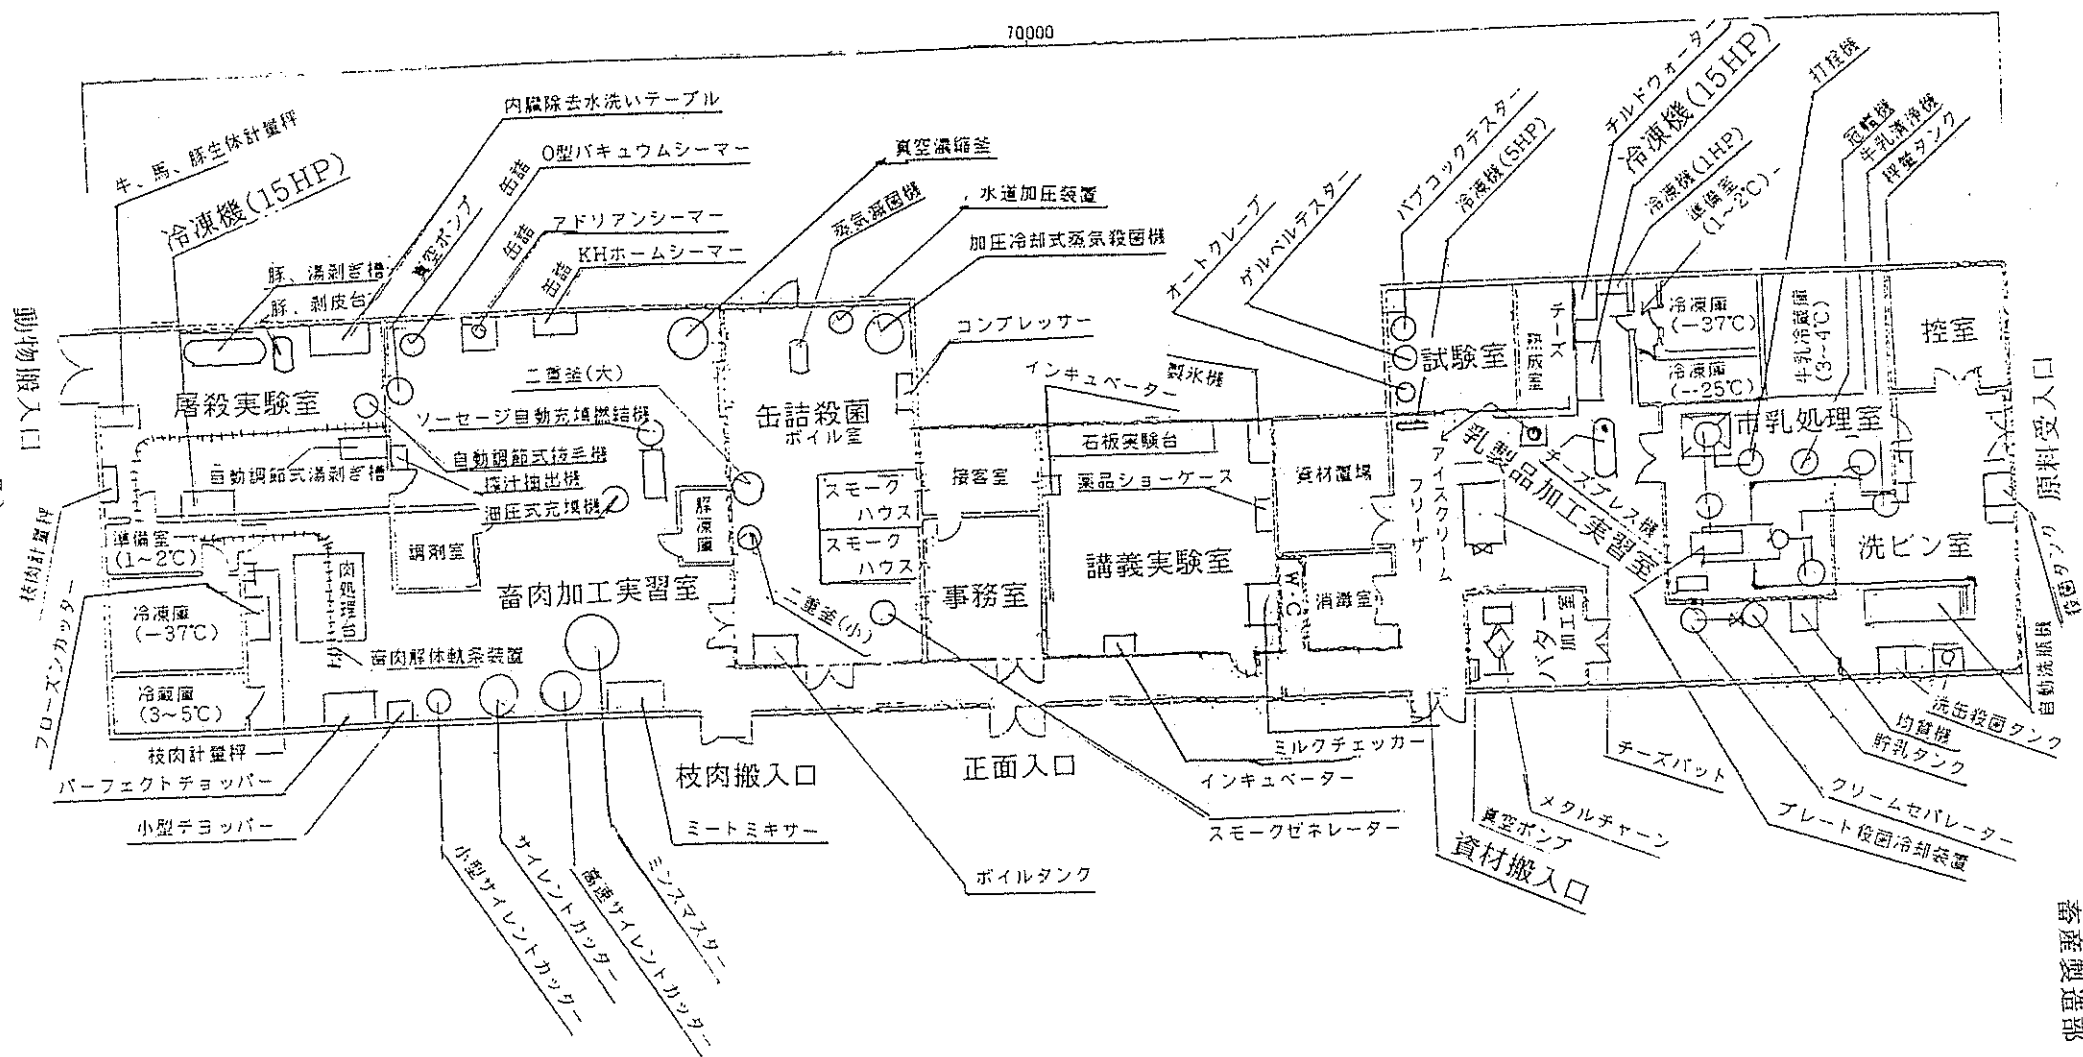 70000
牛、馬、豚生体計量秤
冷凍機(15HP)
内臓除去水洗いテーブル
O型バキュウムシーマー
缶詰
真空ポンプ
アドリアンシーマー
缶詰
KHホームシーマー
缶詰
豚、湯剥ぎ槽
豚、剥皮台
真空濃縮釜
蒸気滅菌機
水道加圧装置
加圧冷却式蒸気殺菌機
コンプレッサー
インキュベーター
製氷機
オートクレーブ
ゲルベルテスター
バブコックテスター
冷凍機(5HP)
チルドウォーター
冷凍機(15HP)
冷凍機(1HP)
準備室
(1~2℃)
打栓機
冠帽機
牛乳清浄機
秤量タンク
動物搬入口
屠殺実験室
二重釜(大)
ソーセージ自動充填撚結機
自動調節式湯剥ぎ槽
自動調節式抜毛機
採汁抽出機
油圧式充填機
缶詰殺菌
ボイル室
スモーク
ハウス
スモーク
ハウス
二重釜(小)
接客室
事務室
石板実験台
薬品ショーケース
講義実験室
資材置場
W.C
消毒室
試験室
チーズ
熟成室
冷凍庫
(−37℃)
冷凍庫
(−25℃)
牛乳冷蔵庫
(3~4℃)
控室
原料受入口
市乳処理室
乳製品加工実習室
アイスクリーム
フリーザー
チーズプレス機
洗ビン室
バター
加工室
枝肉計量秤
準備室
(1~2℃)
冷凍庫
(−37℃)
冷蔵庫
(3~5℃)
フローズンカッター
枝肉計量秤
肉処理台
調剤室
解凍庫
畜肉加工実習室
畜肉解体軌条装置
パーフェクトチョッパー
小型チョッパー
小型サイレントカッター
サイレントカッター
高速サイレントカッター
ミンスマスター
ミートミキサー
枝肉搬入口
正面入口
ボイルタンク
ミルクチェッカー
インキュベーター
スモークゼネレーター
資材搬入口
真空ポンプ
メタルチャーン
チーズバット
プレート殺菌冷却装置
クリームセパレーター
貯乳タンク
均質機
洗缶殺菌タンク
自動洗瓶機
殺菌タンク
畜産製造部